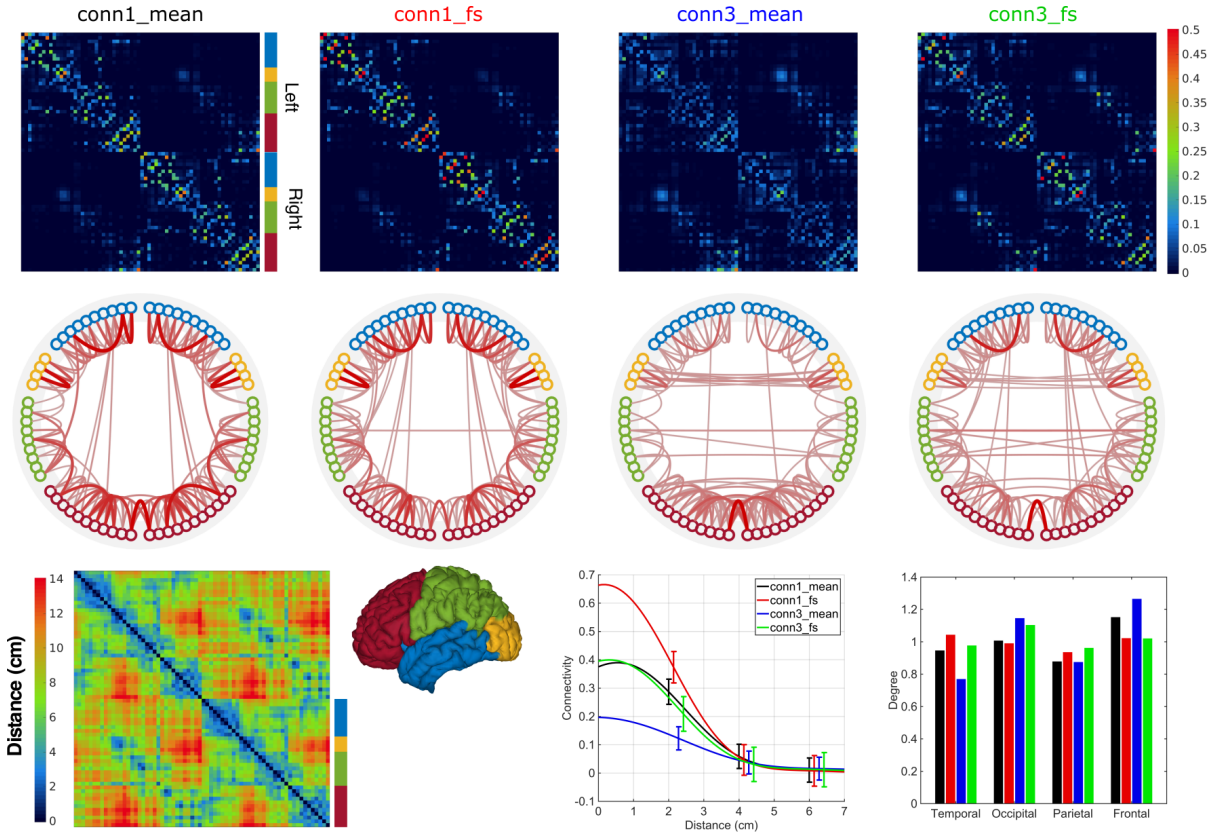 conn1_mean
conn1_fs
conn3_mean
conn3_fs
Left
Right
0.5
0.45
0.4
0.35
0.3
0.25
0.2
0.15
0.1
0.05
0
Distance (cm)
14
12
10
8
6
4
2
0
Connectivity
0.7
0.6
0.5
0.4
0.3
0.2
0.1
0
-0.1
conn1_mean
conn1_fs
conn3_mean
conn3_fs
0 1 2 3 4 5 6 7
Distance (cm)
Degree
1.4
1.2
1
0.8
0.6
0.4
0.2
0
Temporal Occipital Parietal Frontal